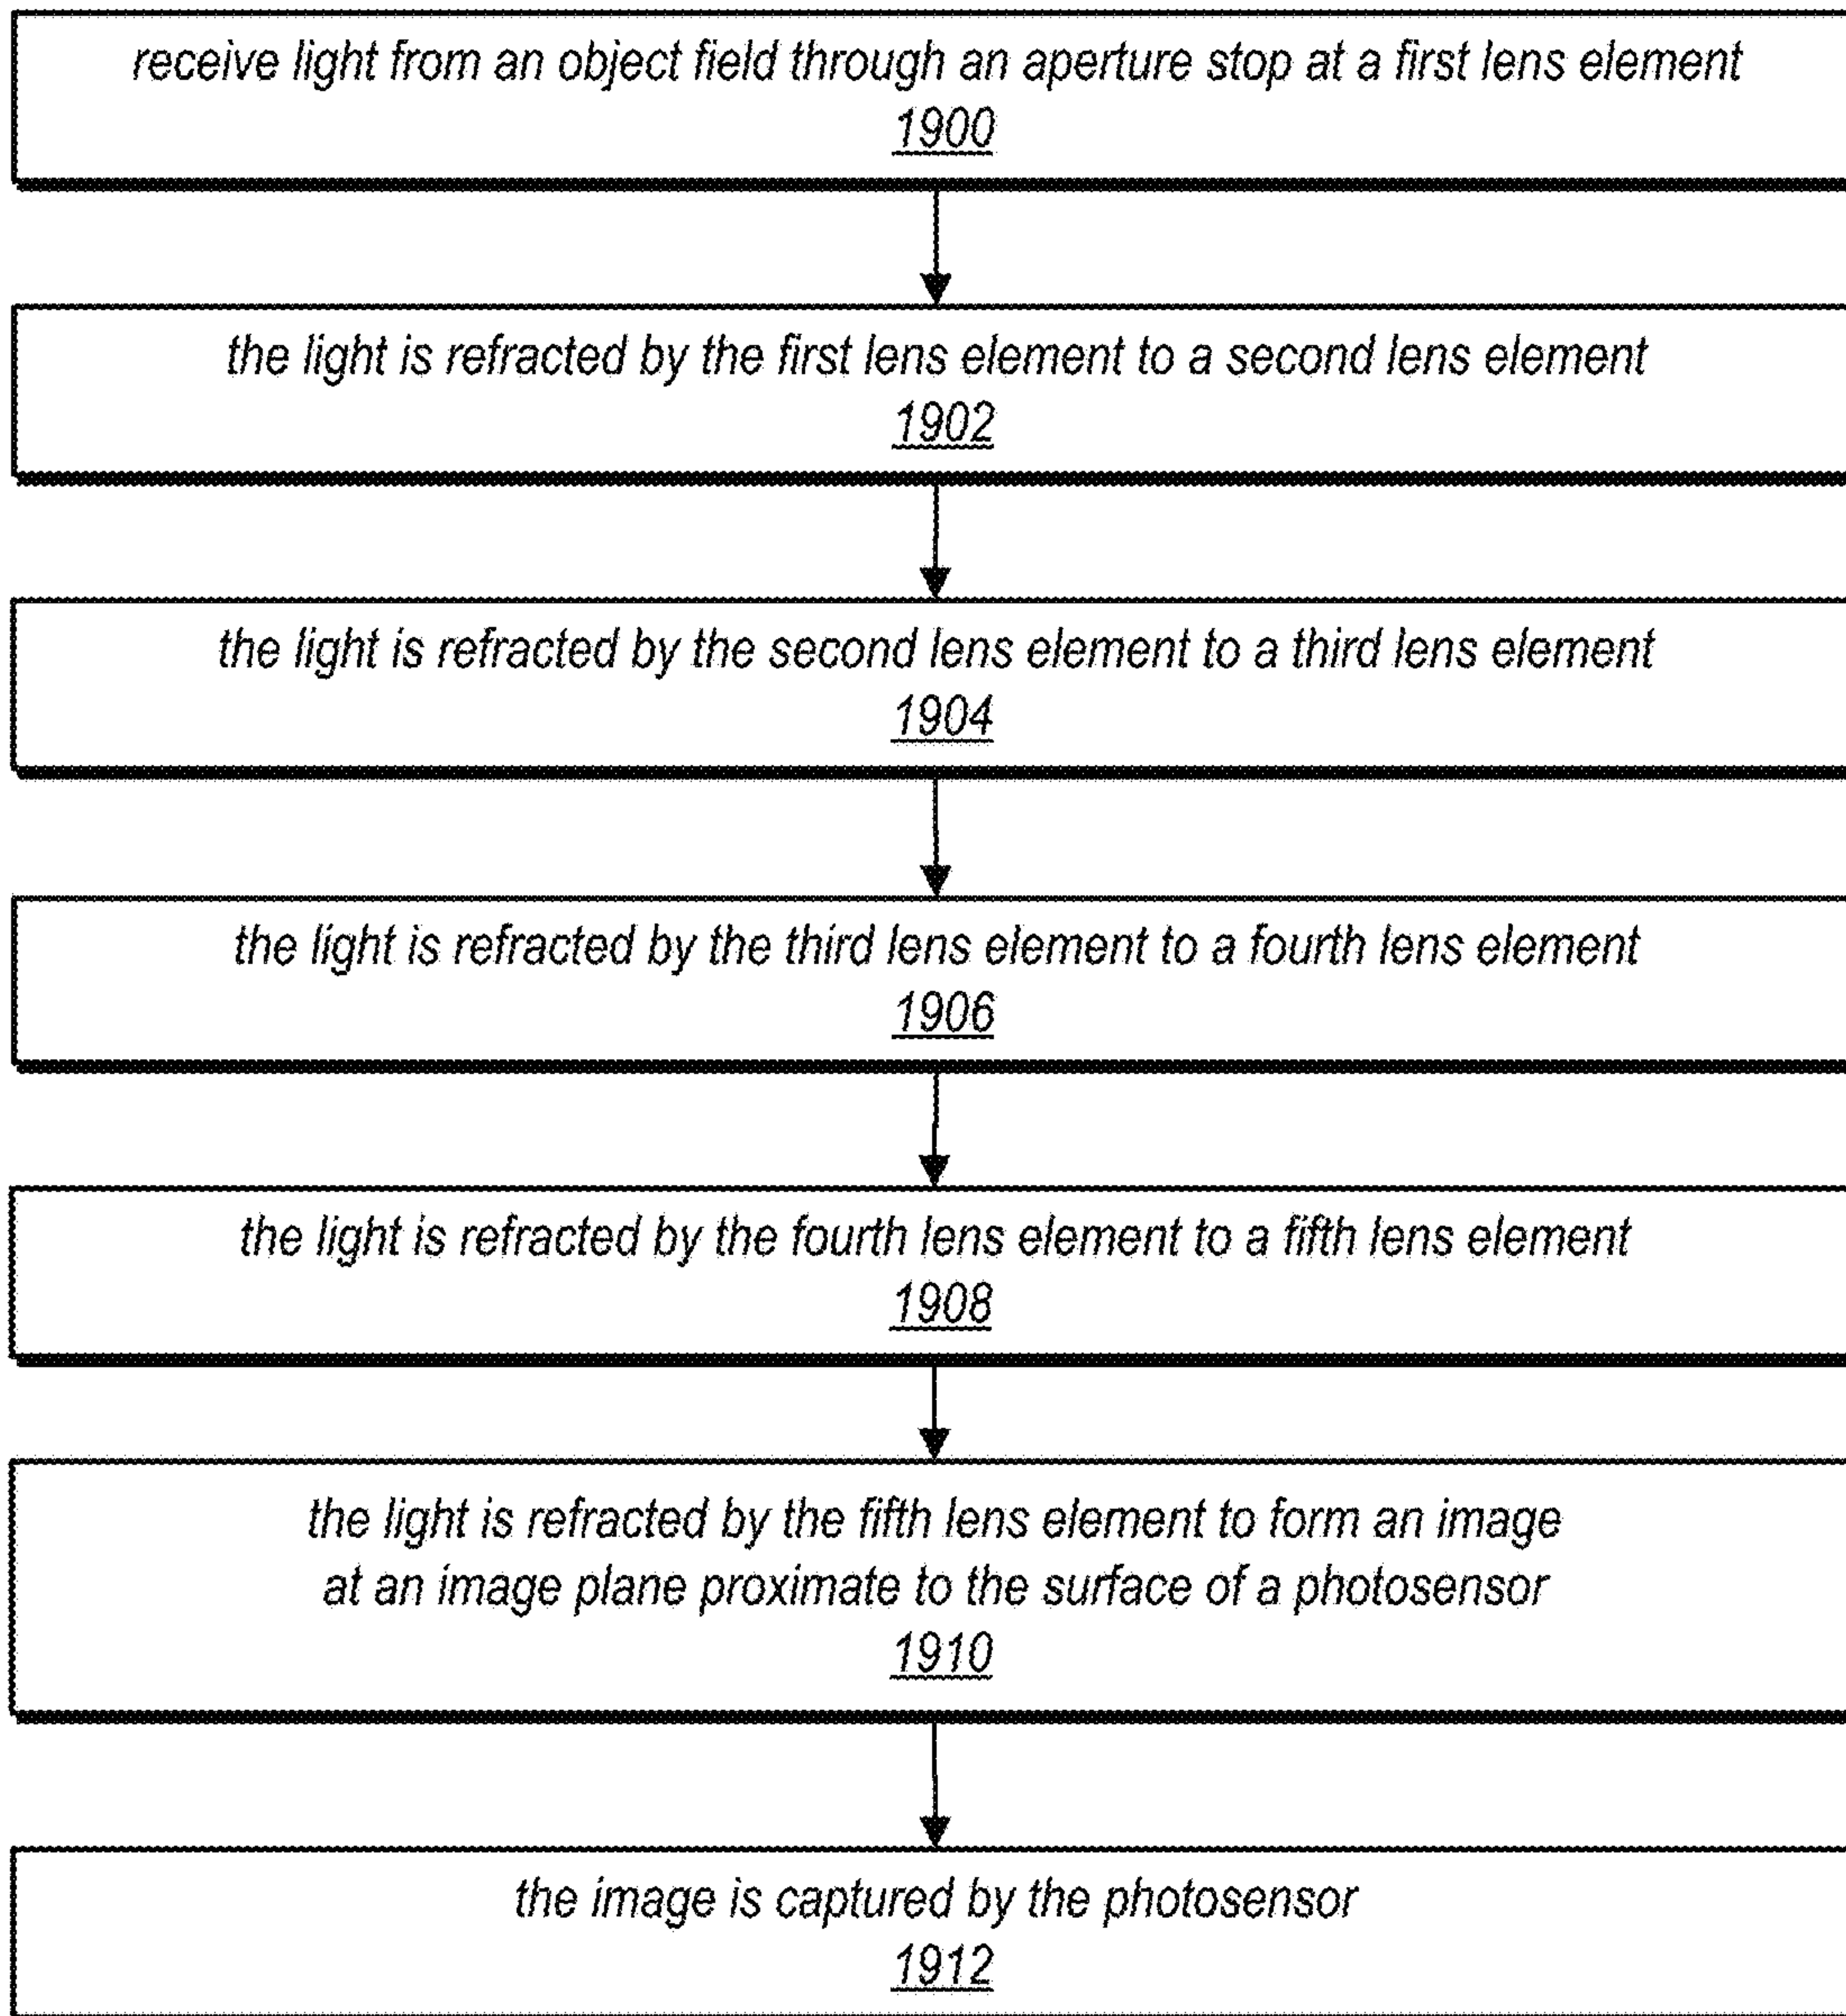 receive light from an object field through an aperture stop at a first lens element
1900
the light is refracted by the first lens element to a second lens element
1902
the light is refracted by the second lens element to a third lens element
1904
the light is refracted by the third lens element to a fourth lens element
1906
the light is refracted by the fourth lens element to a fifth lens element
1908
the light is refracted by the fifth lens element to form an image
at an image plane proximate to the surface of a photosensor
1910
the image is captured by the photosensor
1912